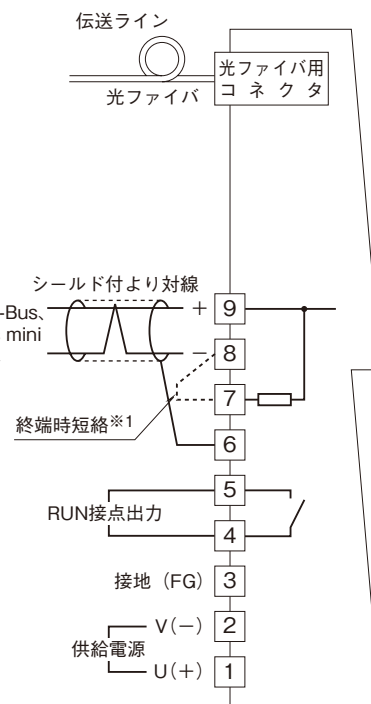 伝送ライン
光ファイバ
光ファイバ用
コネクタ
シールド付より対線
-Bus、
mini
+ 9
− 8
7
終端時短絡※1
6
5
RUN接点出力
4
接地（FG） 3
V(−) 2
供給電源
U(+) 1